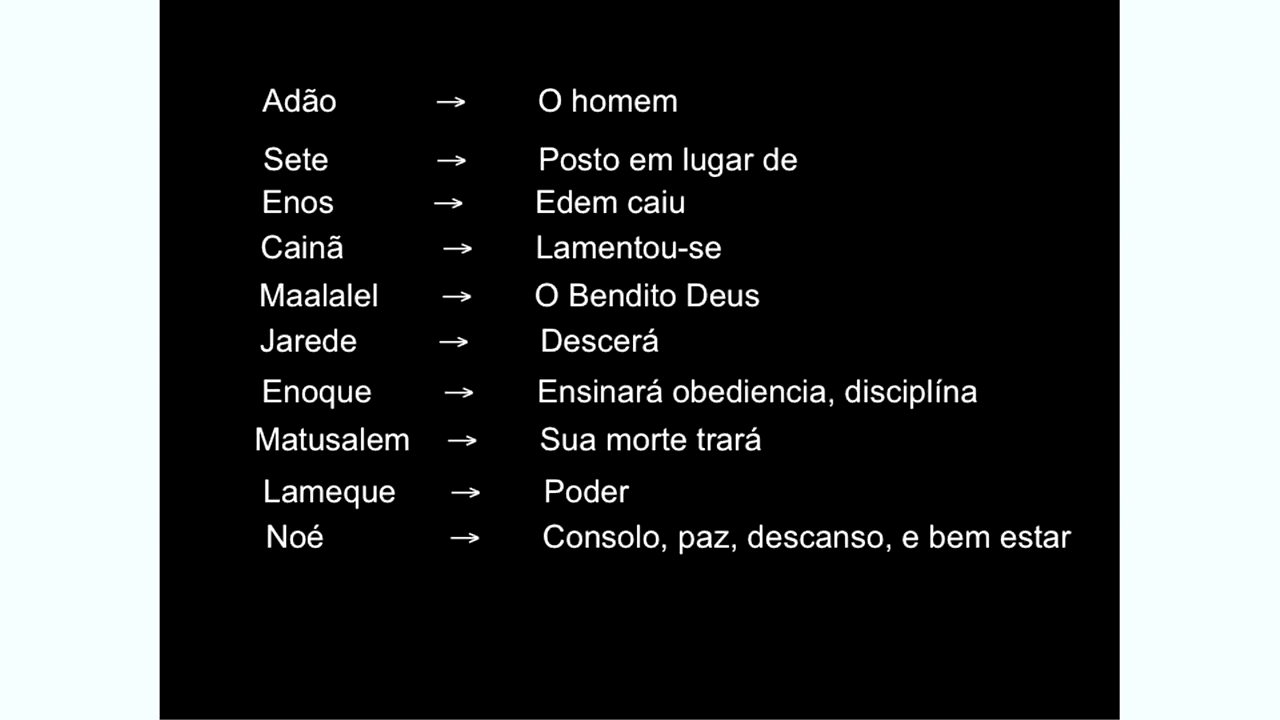 Adão → O homem
Sete → Posto em lugar de
Enos → Edem caiu
Cainã → Lamentou-se
Maalalel → O Bendito Deus
Jarede → Descerá
Enoque → Ensinará obediencia, disciplína
Matusalem → Sua morte trará
Lameque → Poder
Noé → Consolo, paz, descanso, e bem estar